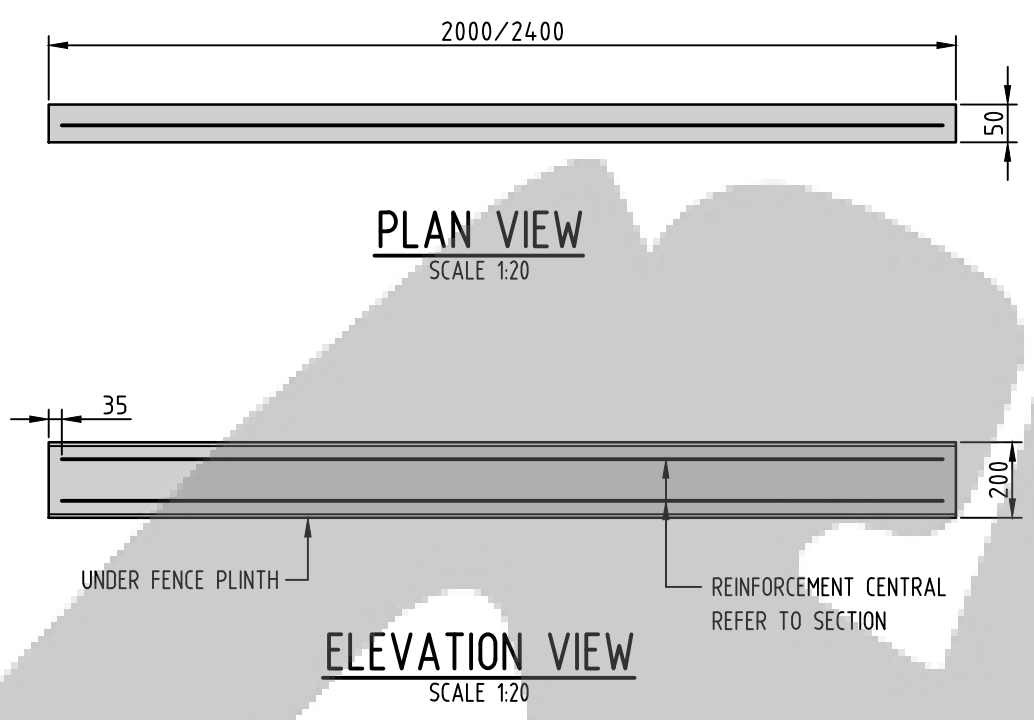 2000/2400
50
PLAN VIEW
SCALE 1:20
35
200
UNDER FENCE PLINTH
REINFORCEMENT CENTRAL
REFER TO SECTION
ELEVATION VIEW
SCALE 1:20